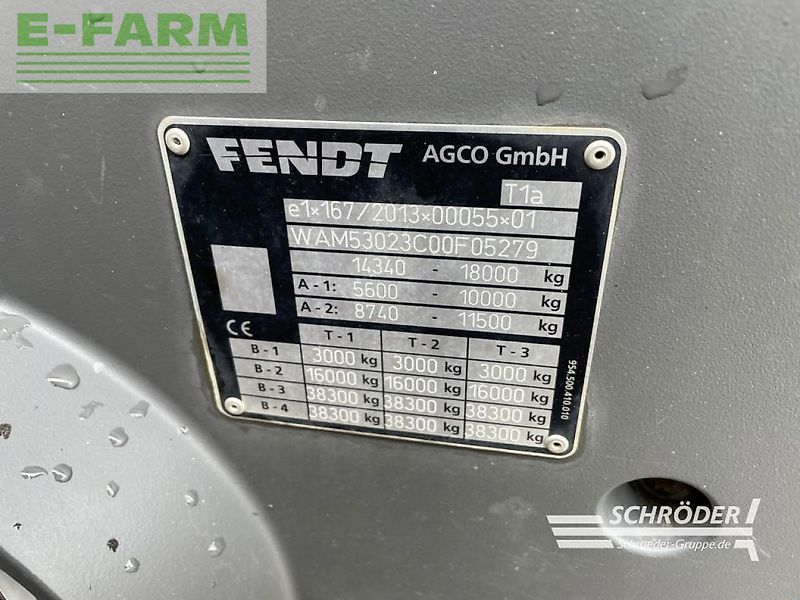 E-FARM
FENDT AGCO GmbH
T1a
e1*167/2013*00055*01
WAM53023C00F05279
14340 - 18000 kg
A - 1: 5600 - 10000 kg
A - 2: 8740 - 11500 kg
CE
T - 1 T - 2 T - 3
B - 1 3000 kg 3000 kg 3000 kg
B - 2 16000 kg 16000 kg 16000 kg
B - 3 38300 kg 38300 kg 38300 kg
B - 4 38300 kg 38300 kg 38300 kg
954.500.410.010
SCHRÖDER
Schroeder-Gruppe.de